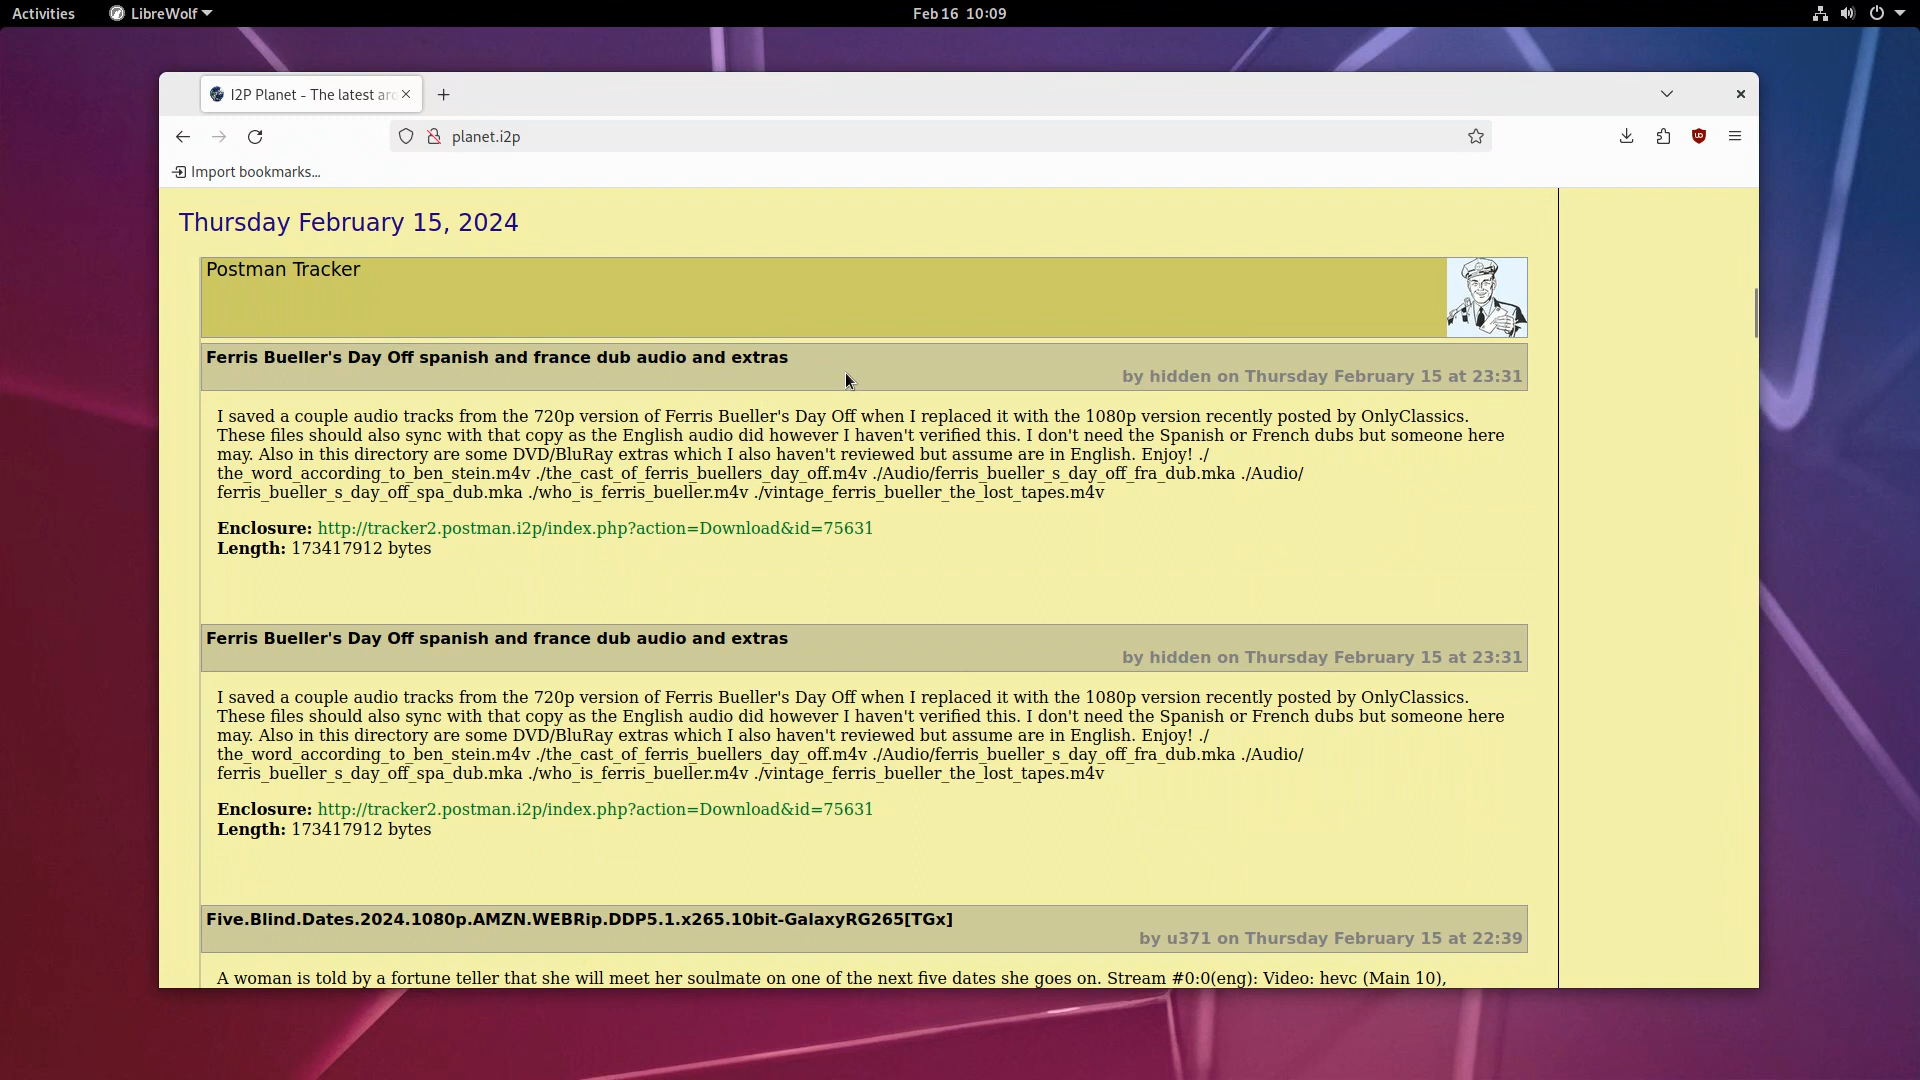 Activities
LibreWolf
Feb 16 10:09
I2P Planet - The latest
planet.i2p
Import bookmarks...
Thursday February 15, 2024
Postman Tracker
Ferris Bueller's Day Off spanish and france dub audio and extras
by hidden on Thursday February 15 at 23:31
I saved a couple audio tracks from the 720p version of Ferris Bueller's Day Off when I replaced it with the 1080p version recently posted by OnlyClassics.
These files should also sync with that copy as the English audio did however I haven't verified this. I don't need the Spanish or French dubs but someone here
may. Also in this directory are some DVD/BluRay extras which I also haven't reviewed but assume are in English. Enjoy! ./
the_word_according_to_ben_stein.m4v ./the_cast_of_ferris_buellers_day_off.m4v ./Audio/ferris_bueller_s_day_off_fra_dub.mka ./Audio/
ferris_bueller_s_day_off_spa_dub.mka ./who_is_ferris_bueller.m4v ./vintage_ferris_bueller_the_lost_tapes.m4v
Enclosure: http://tracker2.postman.i2p/index.php?action=Download&id=75631
Length: 173417912 bytes
Ferris Bueller's Day Off spanish and france dub audio and extras
by hidden on Thursday February 15 at 23:31
I saved a couple audio tracks from the 720p version of Ferris Bueller's Day Off when I replaced it with the 1080p version recently posted by OnlyClassics.
These files should also sync with that copy as the English audio did however I haven't verified this. I don't need the Spanish or French dubs but someone here
may. Also in this directory are some DVD/BluRay extras which I also haven't reviewed but assume are in English. Enjoy! ./
the_word_according_to_ben_stein.m4v ./the_cast_of_ferris_buellers_day_off.m4v ./Audio/ferris_bueller_s_day_off_fra_dub.mka ./Audio/
ferris_bueller_s_day_off_spa_dub.mka ./who_is_ferris_bueller.m4v ./vintage_ferris_bueller_the_lost_tapes.m4v
Enclosure: http://tracker2.postman.i2p/index.php?action=Download&id=75631
Length: 173417912 bytes
Five.Blind.Dates.2024.1080p.AMZN.WEBRip.DDP5.1.x265.10bit-GalaxyRG265[TGx]
by u371 on Thursday February 15 at 22:39
A woman is told by a fortune teller that she will meet her soulmate on one of the next five dates she goes on. Stream #0:0(eng): Video: hevc (Main 10),